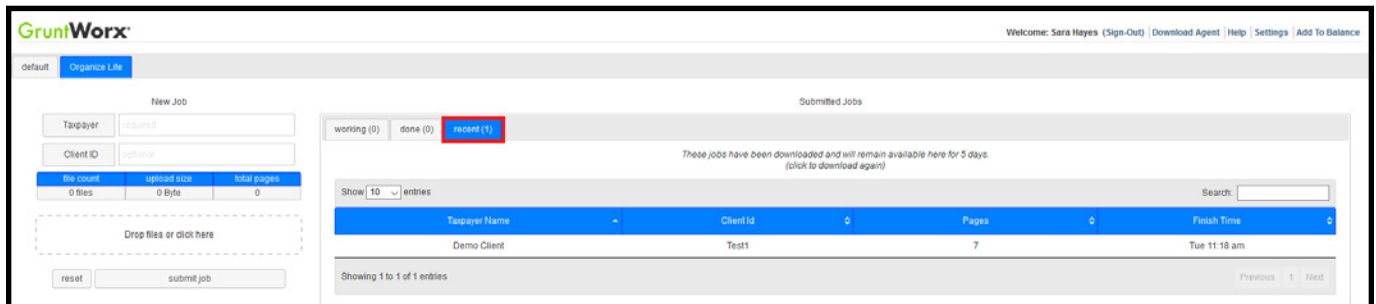 GruntWorx
Welcome: Sara Hayes (Sign-Out) | Download Agent | Help | Settings | Add To Balance
default Organize Lite
New Job
Taxpayer required
Client ID optional
file count upload size total pages
0 files 0 Byte 0
Drop files or click here
reset submit job
Submitted Jobs
working (0) done (0) recent (1)
These jobs have been downloaded and will remain available here for 5 days.
(click to download again)
Show 10 entries Search:
Taxpayer Name Client Id Pages Finish Time
Demo Client Test1 7 Tue 11:18 am
Showing 1 to 1 of 1 entries Previous 1 Next